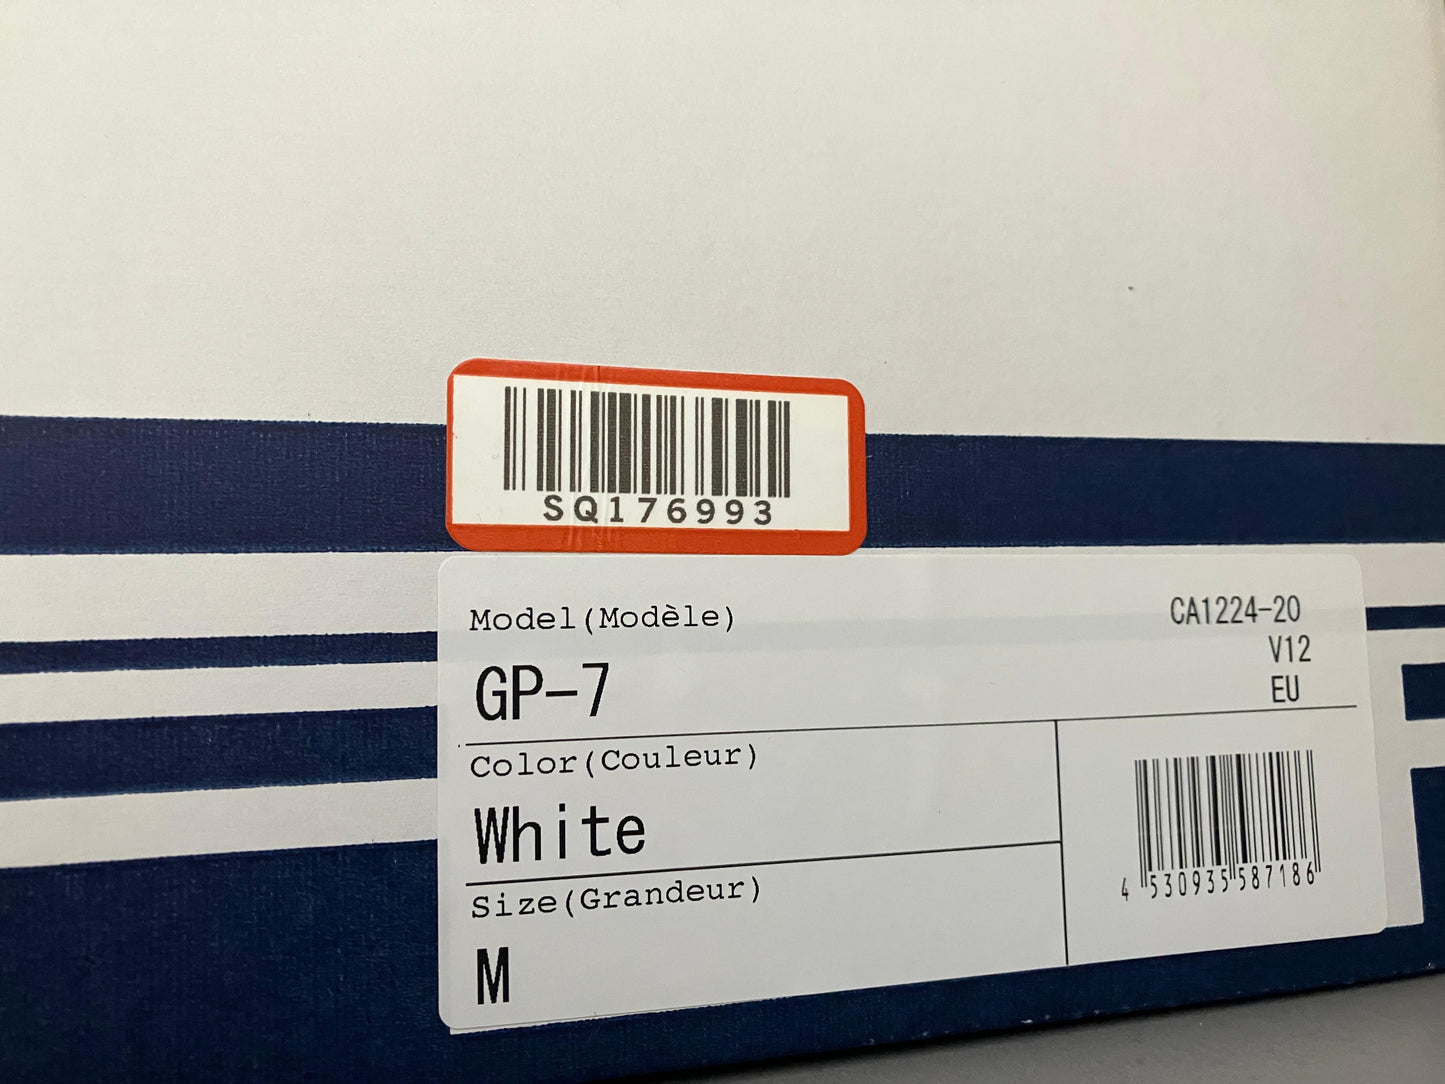 SQ176993
Model(Modèle)
GP-7
CA1224-20
V12
EU
Color(Couleur)
White
Size(Grandeur)
M
4 530935 587186